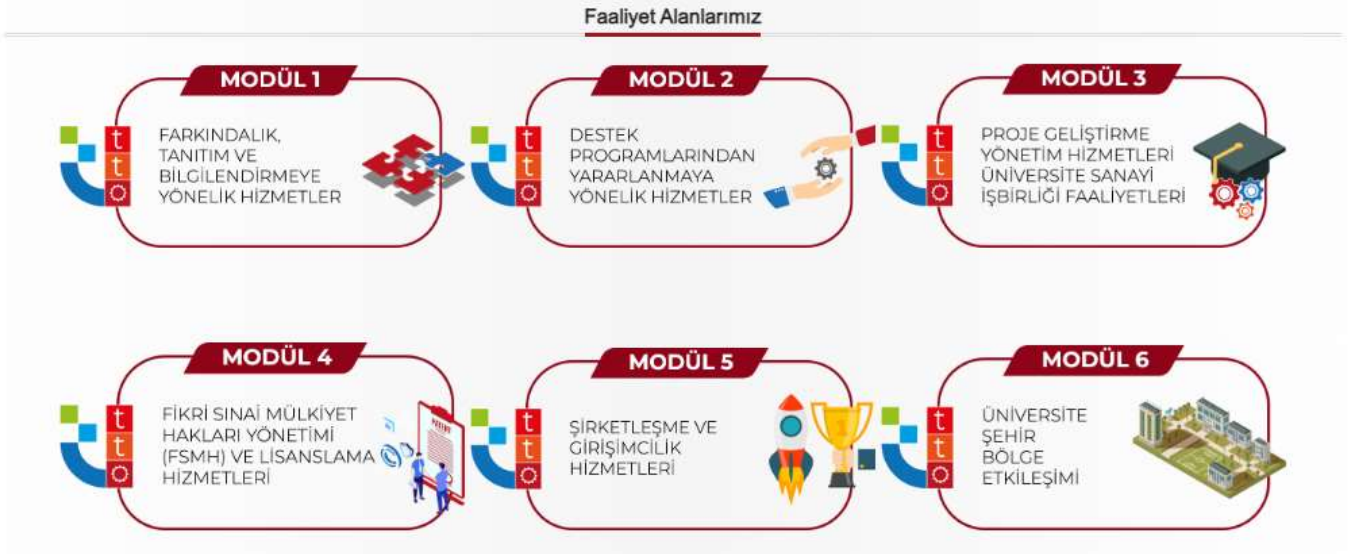 Faaliyet Alanlarımız
MODÜL 1
t
t
FARKINDALIK,
TANITIM VE
BİLGİLENDİRMEYE
YÖNELİK HİZMETLER
MODÜL 2
t
t
DESTEK
PROGRAMLARINDAN
YARARLANMAYA
YÖNELİK HİZMETLER
MODÜL 3
t
t
PROJE GELİŞTİRME
YÖNETİM HİZMETLERİ
ÜNİVERSİTE SANAYİ
İŞBİRLİĞİ FAALİYETLERİ
MODÜL 4
t
t
FİKRİ SINAİ MÜLKİYET
HAKLARI YÖNETİMİ
(FSMH) VE LİSANSLAMA
HİZMETLERİ
PATENT
MODÜL 5
t
t
ŞİRKETLEŞME VE
GİRİŞİMCİLİK
HİZMETLERİ
1
MODÜL 6
t
t
ÜNİVERSİTE
ŞEHİR
BÖLGE
ETKİLEŞİMİ